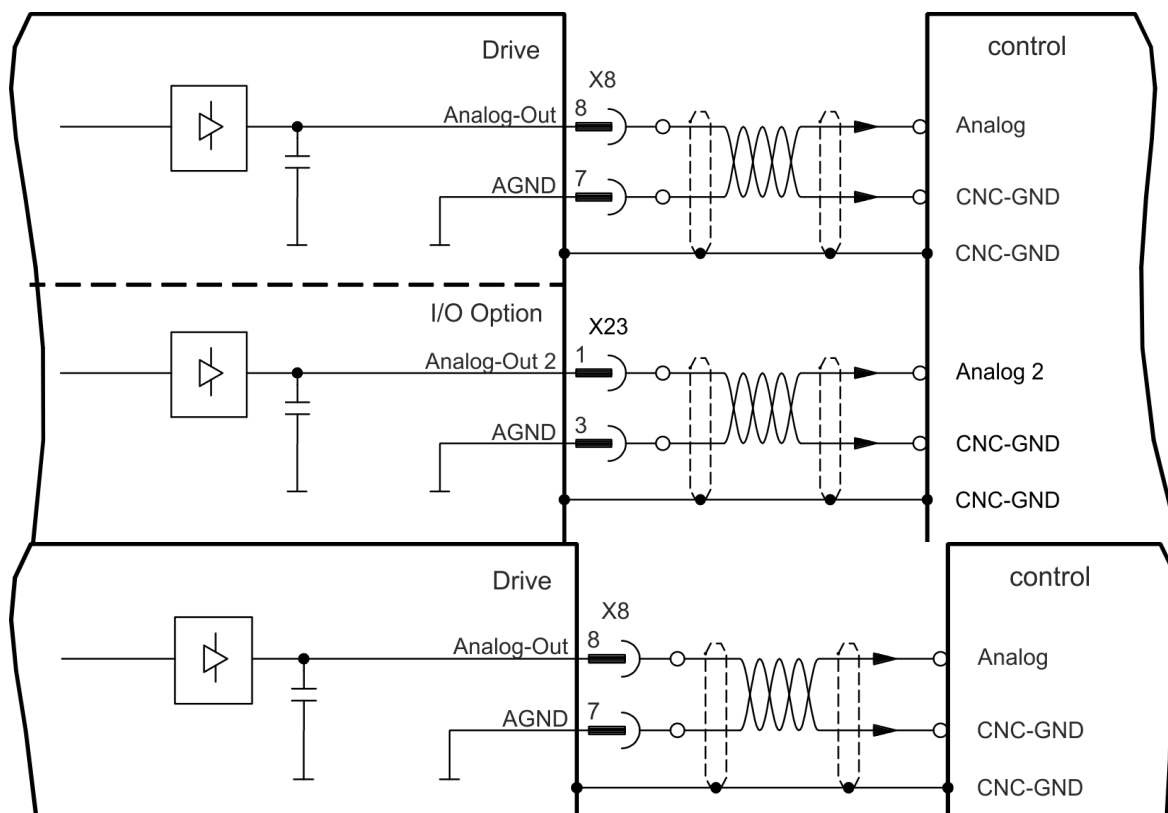 Drive
control
X8
Analog-Out
8
Analog
AGND
7
CNC-GND
CNC-GND
I/O Option
X23
Analog-Out 2
1
Analog 2
AGND
3
CNC-GND
CNC-GND
Drive
control
X8
Analog-Out
8
Analog
AGND
7
CNC-GND
CNC-GND